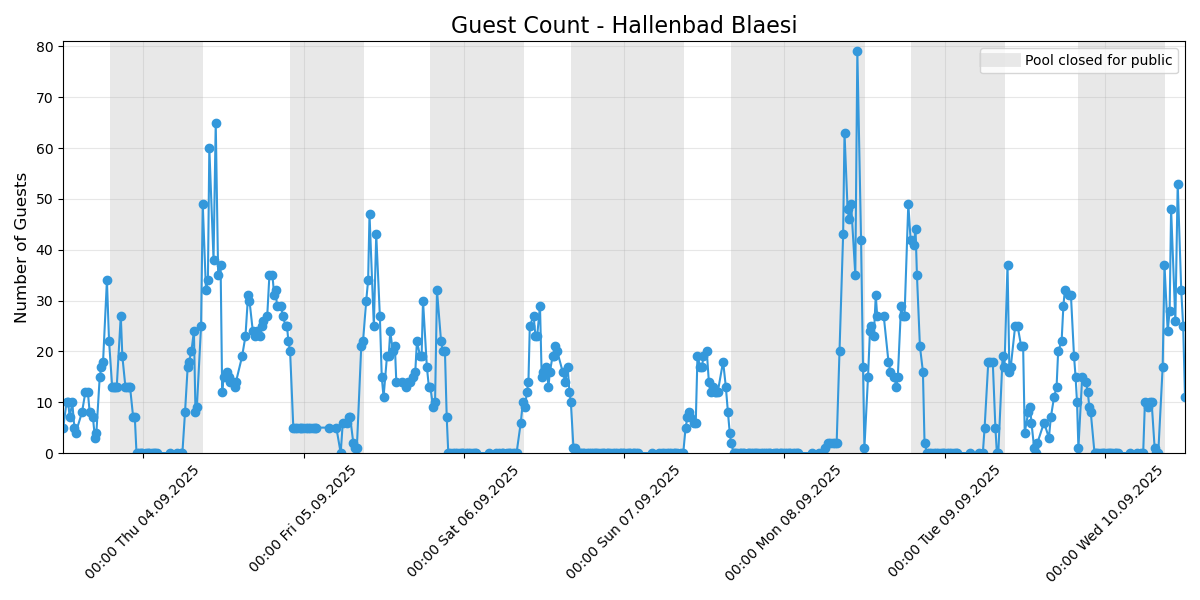 Guest Count - Hallenbad Blaesi
Pool closed for public
Number of Guests
80
70
60
50
40
30
20
10
0
00:00 Thu 04.09.2025
00:00 Fri 05.09.2025
00:00 Sat 06.09.2025
00:00 Sun 07.09.2025
00:00 Mon 08.09.2025
00:00 Tue 09.09.2025
00:00 Wed 10.09.2025